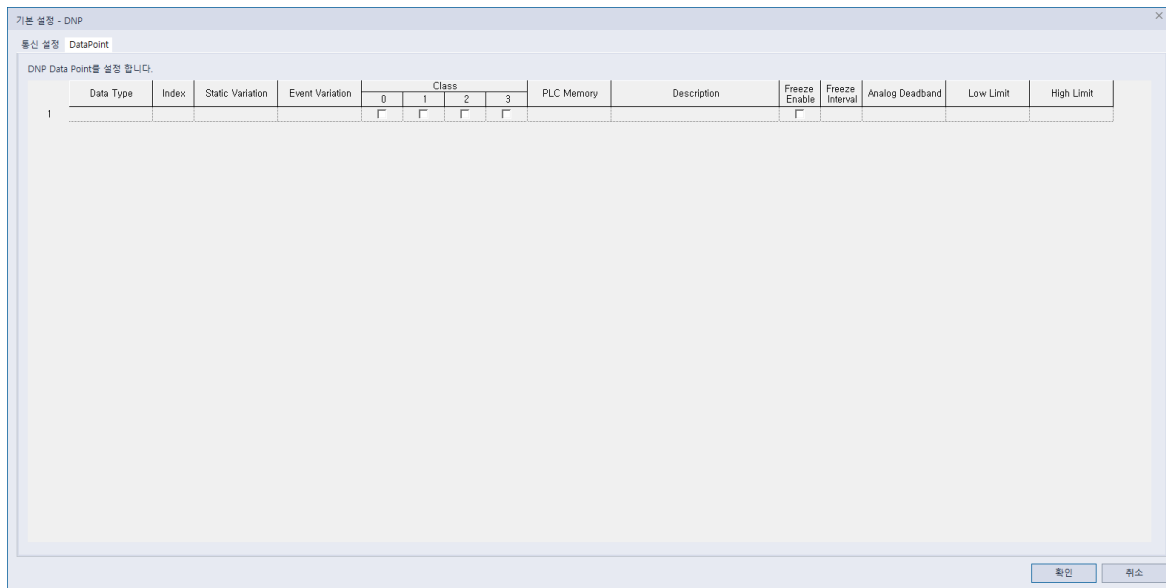 기본 설정 - DNP
통신 설정 DataPoint
DNP Data Point를 설정 합니다.
Data Type Index Static Variation Event Variation Class 0 1 2 3 PLC Memory Description Freeze Enable Freeze Interval Analog Deadband Low Limit High Limit
1
확인 취소